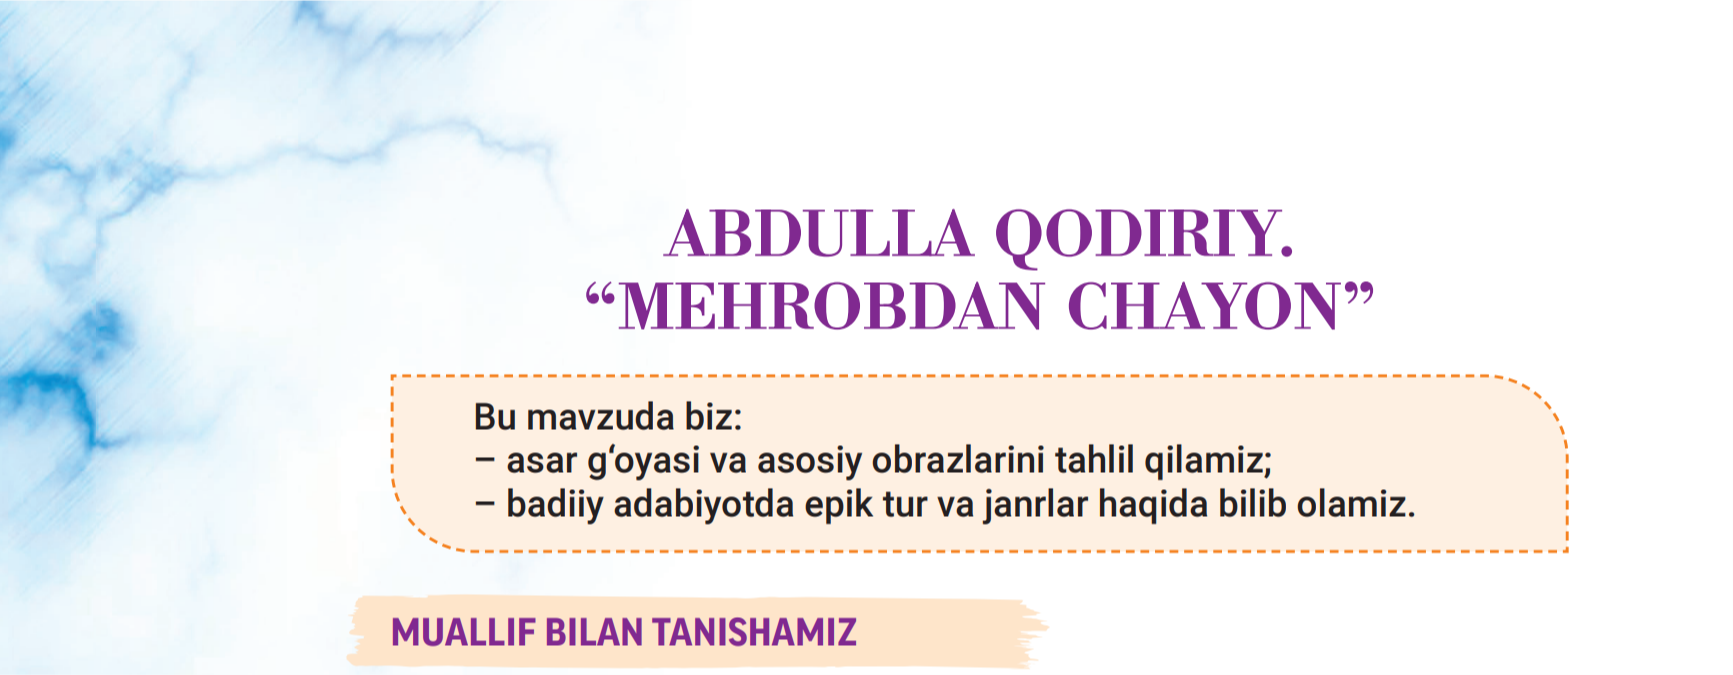 ABDULLA QODIRIY.
“MEHROBDAN CHAYON”
Bu mavzuda biz:
– asar g‘oyasi va asosiy obrazlarini tahlil qilamiz;
– badiiy adabiyotda epik tur va janrlar haqida bilib olamiz.
MUALLIF BILAN TANISHAMIZ